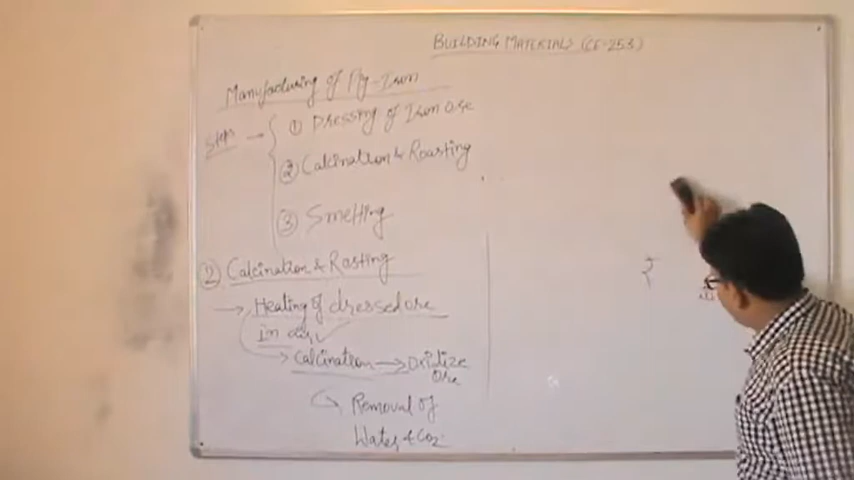 BUILDING MATERIALS (CE-253)
Manufacturing of Pig-Iron
Steps → ① Dressing of Iron Ore
② Calcination & Roasting
③ Smelting
② Calcination & Rasting
→ Heating of dressed ore
in air ✓
→ Calcination → Oxidize
Ore
Removal of
Water & CO2